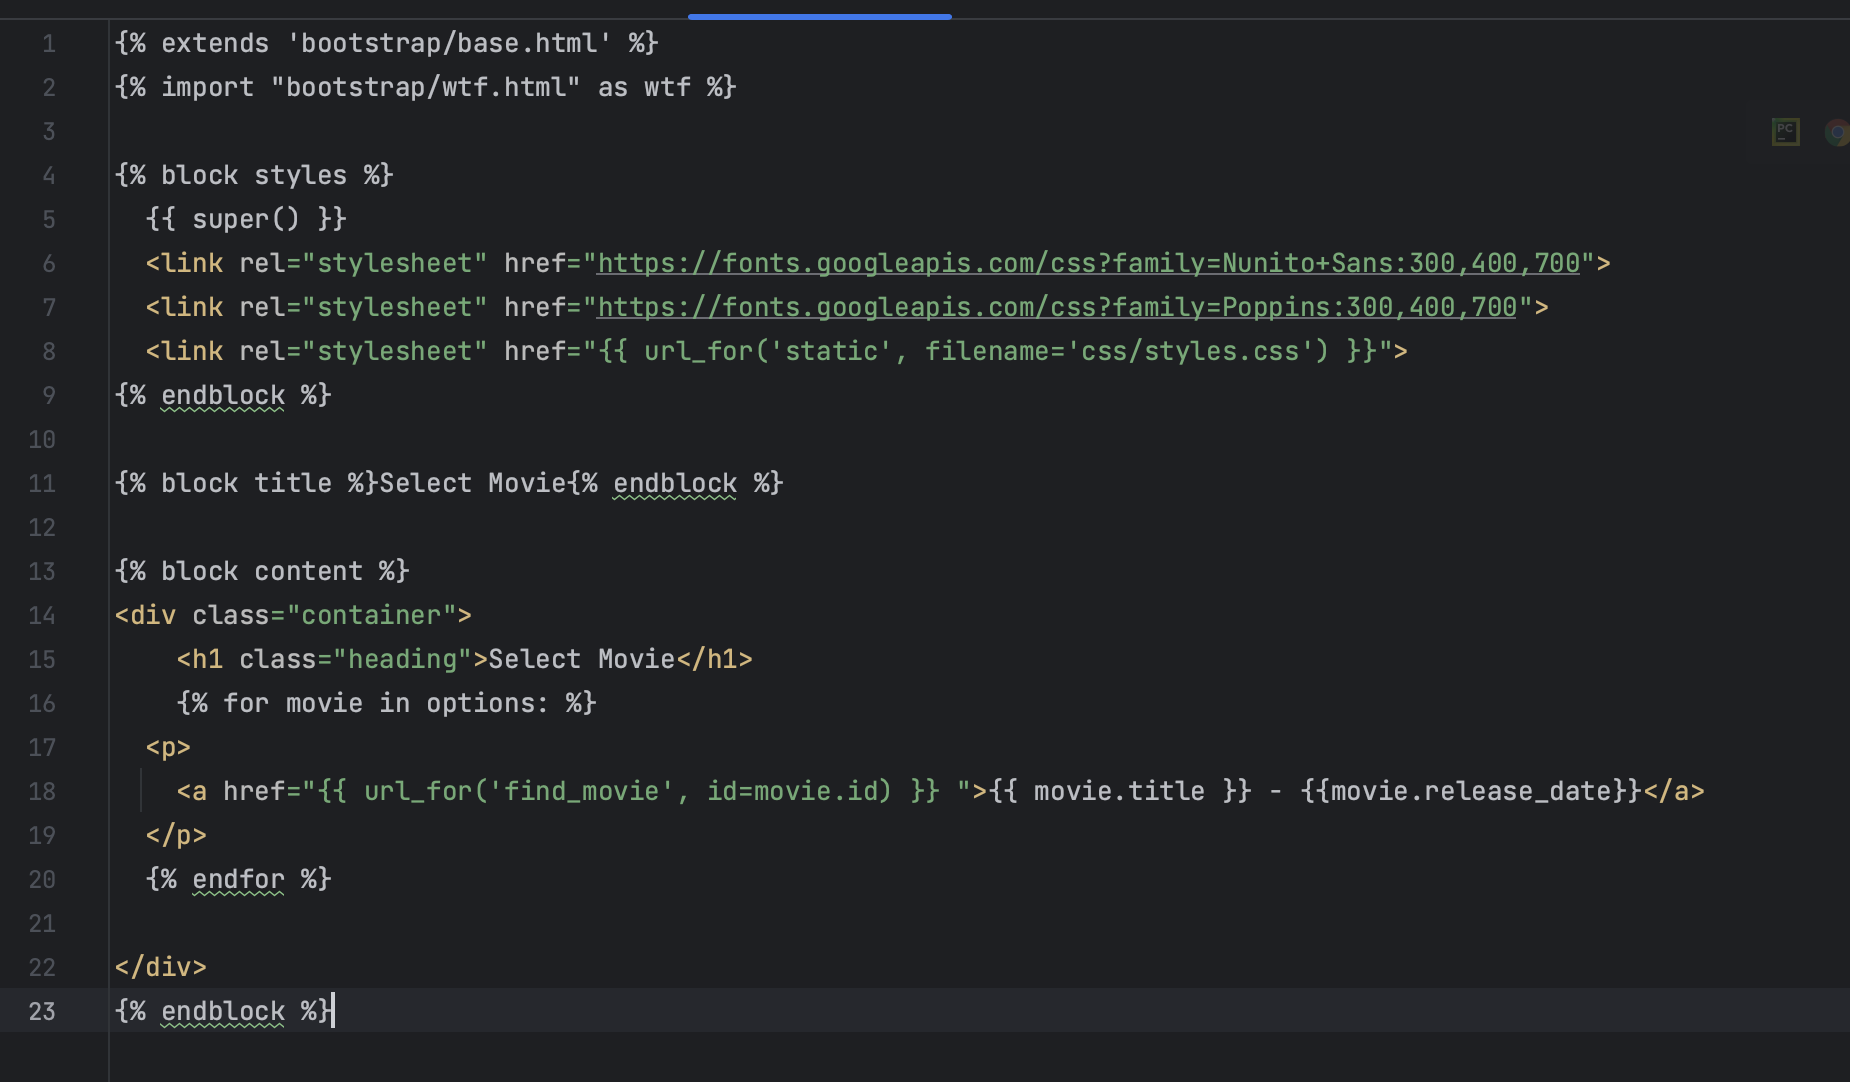 1 {% extends 'bootstrap/base.html' %}
2 {% import "bootstrap/wtf.html" as wtf %}
3
PC
4 {% block styles %}
5 {{ super() }}
6 <link rel="stylesheet" href="https://fonts.googleapis.com/css?family=Nunito+Sans:300,400,700">
7 <link rel="stylesheet" href="https://fonts.googleapis.com/css?family=Poppins:300,400,700">
8 <link rel="stylesheet" href="{{ url_for('static', filename='css/styles.css') }}">
9 {% endblock %}
10
11 {% block title %}Select Movie{% endblock %}
12
13 {% block content %}
14 <div class="container">
15 <h1 class="heading">Select Movie</h1>
16 {% for movie in options: %}
17 <p>
18 <a href="{{ url_for('find_movie', id=movie.id) }} ">{{ movie.title }} - {{movie.release_date}}</a>
19 </p>
20 {% endfor %}
21
22 </div>
23 {% endblock %}